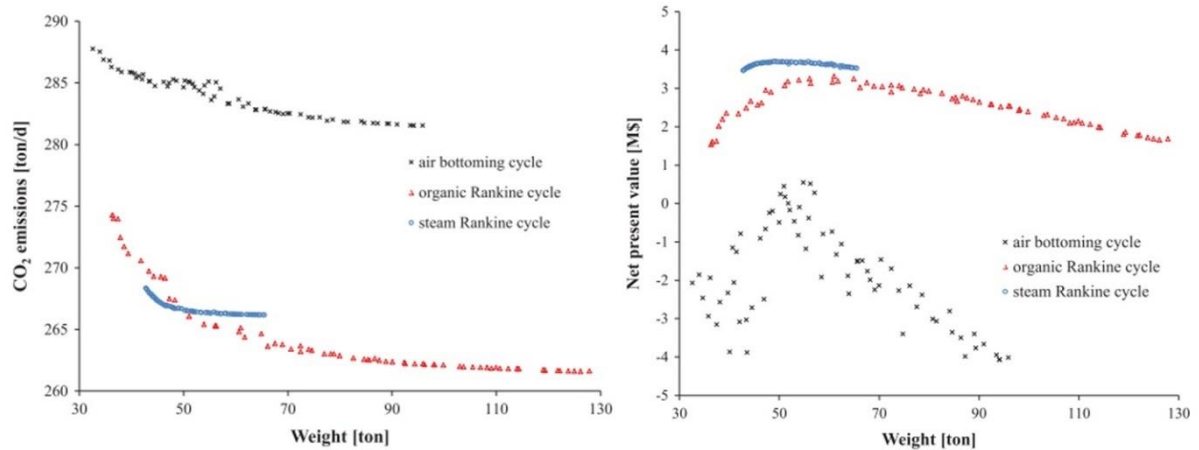 CO₂ emissions [ton/d]
290
285
280
275
270
265
260
30 50 70 90 110 130
Weight [ton]
air bottoming cycle
organic Rankine cycle
steam Rankine cycle
Net present value [M$]
5
4
3
2
1
0
-1
-2
-3
-4
-5
30 50 70 90 110 130
Weight [ton]
air bottoming cycle
organic Rankine cycle
steam Rankine cycle